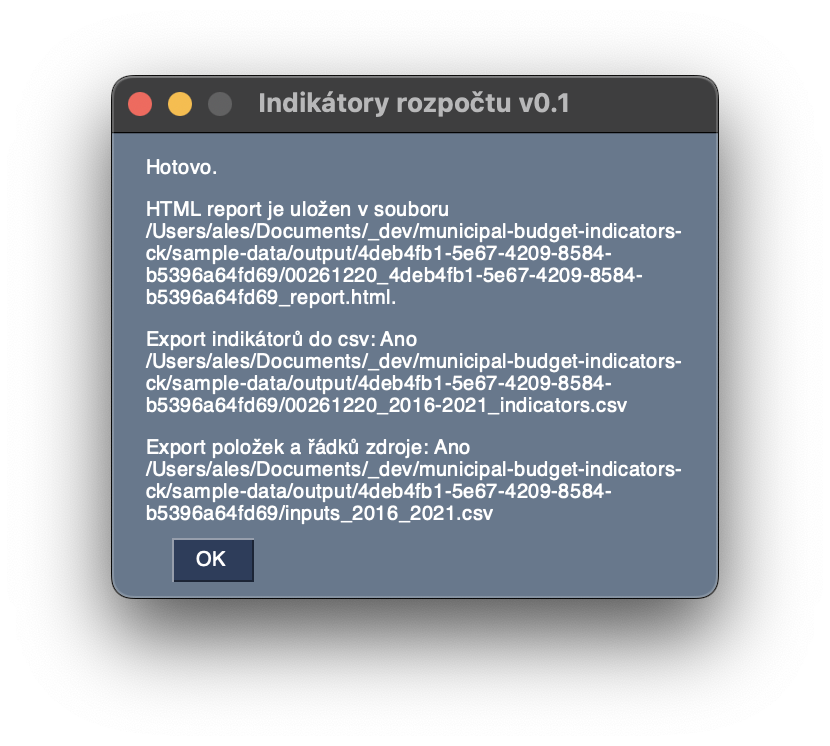 Indikátory rozpočtu v0.1
Hotovo.
HTML report je uložen v souboru
/Users/ales/Documents/_dev/municipal-budget-indicators-
ck/sample-data/output/4deb4fb1-5e67-4209-8584-
b5396a64fd69/00261220_4deb4fb1-5e67-4209-8584-
b5396a64fd69_report.html.
Export indikátorů do csv: Ano
/Users/ales/Documents/_dev/municipal-budget-indicators-
ck/sample-data/output/4deb4fb1-5e67-4209-8584-
b5396a64fd69/00261220_2016-2021_indicators.csv
Export položek a řádků zdroje: Ano
/Users/ales/Documents/_dev/municipal-budget-indicators-
ck/sample-data/output/4deb4fb1-5e67-4209-8584-
b5396a64fd69/inputs_2016_2021.csv
OK